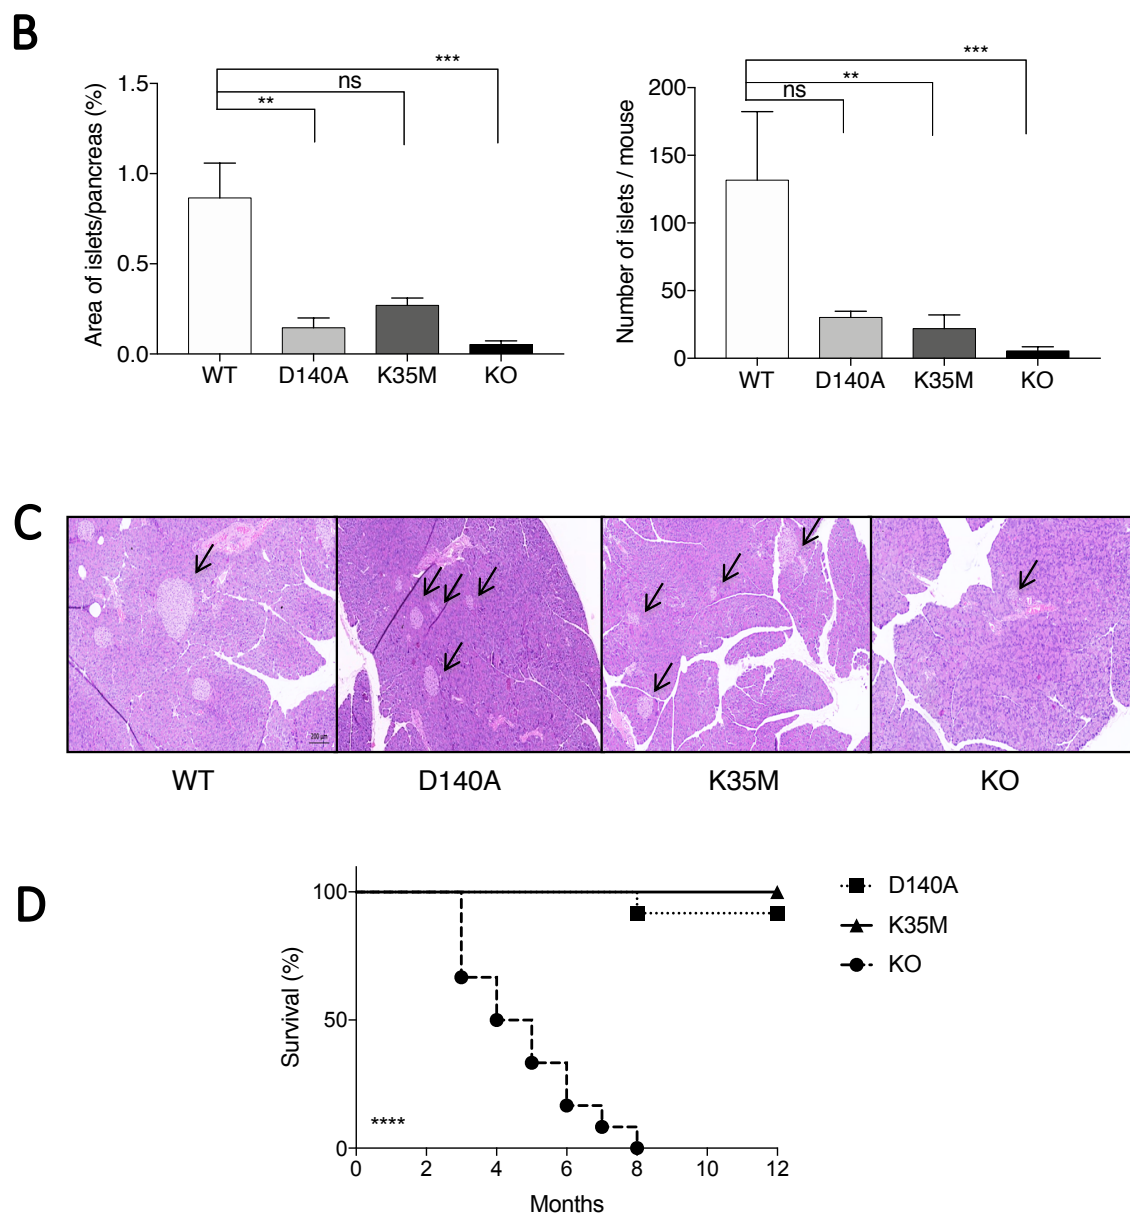 B
***
ns
**
Area of islets/pancreas (%)
1.5
1.0
0.5
0.0
WT D140A K35M KO
***
**
ns
Number of islets / mouse
200
150
100
50
0
WT D140A K35M KO
C
200 µm
WT D140A K35M KO
D
Survival (%)
100
50
0
****
0 2 4 6 8 10 12
Months
D140A
K35M
KO